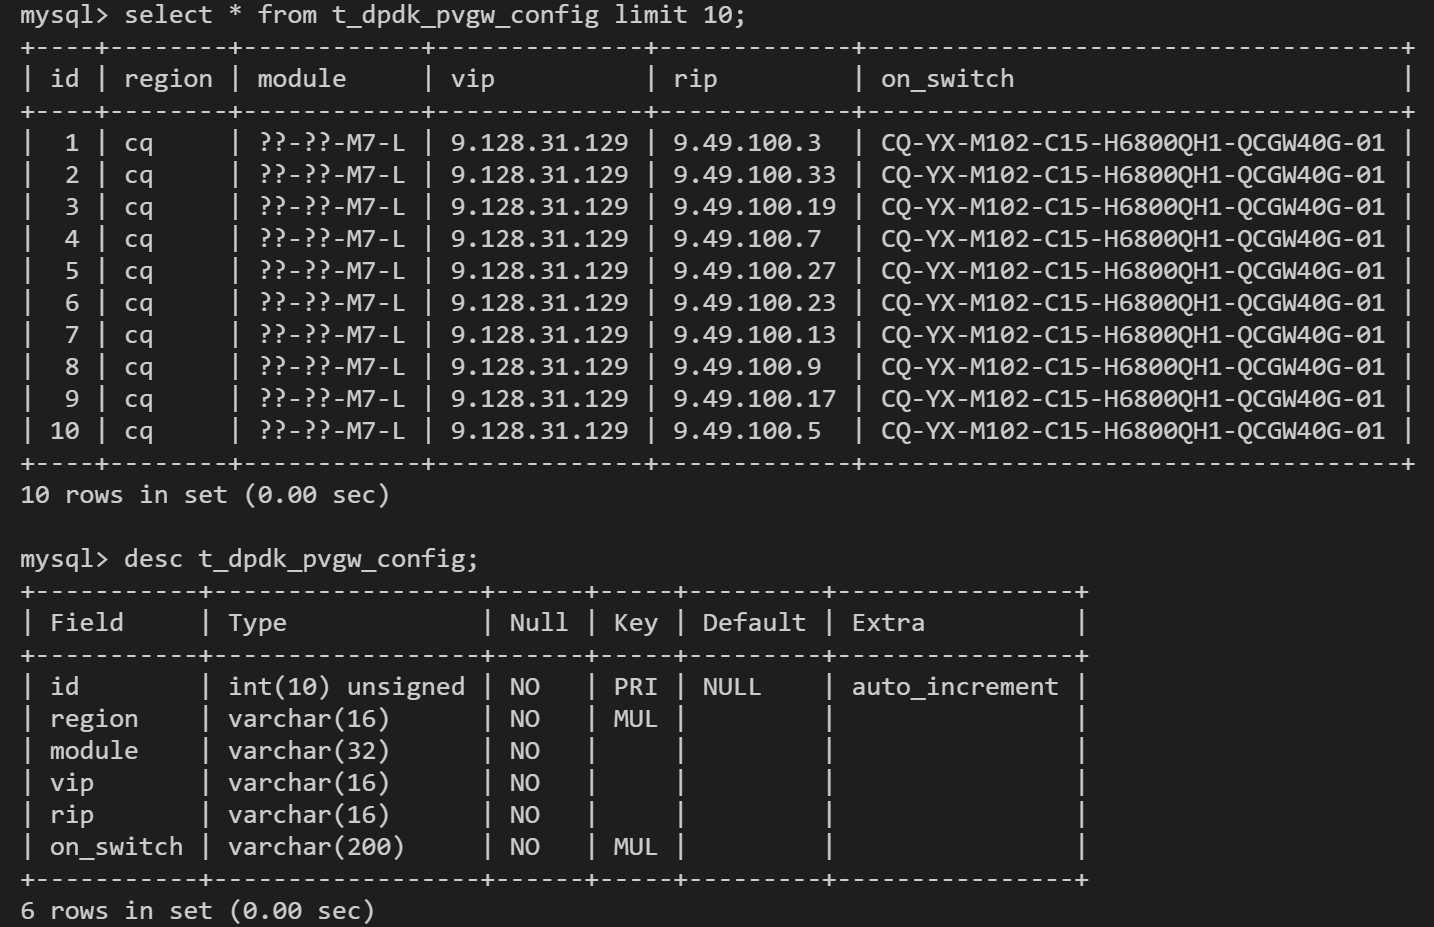 mysql> select * from t_dpdk_pvgw_config limit 10;
+----+--------+------------+--------------+-------------+------------------------------------+
| id | region | module     | vip          | rip         | on_switch                          |
+----+--------+------------+--------------+-------------+------------------------------------+
|  1 | cq     | ??-??-M7-L | 9.128.31.129 | 9.49.100.3  | CQ-YX-M102-C15-H6800QH1-QCGW40G-01 |
|  2 | cq     | ??-??-M7-L | 9.128.31.129 | 9.49.100.33 | CQ-YX-M102-C15-H6800QH1-QCGW40G-01 |
|  3 | cq     | ??-??-M7-L | 9.128.31.129 | 9.49.100.19 | CQ-YX-M102-C15-H6800QH1-QCGW40G-01 |
|  4 | cq     | ??-??-M7-L | 9.128.31.129 | 9.49.100.7  | CQ-YX-M102-C15-H6800QH1-QCGW40G-01 |
|  5 | cq     | ??-??-M7-L | 9.128.31.129 | 9.49.100.27 | CQ-YX-M102-C15-H6800QH1-QCGW40G-01 |
|  6 | cq     | ??-??-M7-L | 9.128.31.129 | 9.49.100.23 | CQ-YX-M102-C15-H6800QH1-QCGW40G-01 |
|  7 | cq     | ??-??-M7-L | 9.128.31.129 | 9.49.100.13 | CQ-YX-M102-C15-H6800QH1-QCGW40G-01 |
|  8 | cq     | ??-??-M7-L | 9.128.31.129 | 9.49.100.9  | CQ-YX-M102-C15-H6800QH1-QCGW40G-01 |
|  9 | cq     | ??-??-M7-L | 9.128.31.129 | 9.49.100.17 | CQ-YX-M102-C15-H6800QH1-QCGW40G-01 |
| 10 | cq     | ??-??-M7-L | 9.128.31.129 | 9.49.100.5  | CQ-YX-M102-C15-H6800QH1-QCGW40G-01 |
+----+--------+------------+--------------+-------------+------------------------------------+
10 rows in set (0.00 sec)

mysql> desc t_dpdk_pvgw_config;
+-----------+------------------+------+-----+---------+----------------+
| Field     | Type             | Null | Key | Default | Extra          |
+-----------+------------------+------+-----+---------+----------------+
| id        | int(10) unsigned | NO   | PRI | NULL    | auto_increment |
| region    | varchar(16)      | NO   | MUL |         |                |
| module    | varchar(32)      | NO   |     |         |                |
| vip       | varchar(16)      | NO   |     |         |                |
| rip       | varchar(16)      | NO   |     |         |                |
| on_switch | varchar(200)     | NO   | MUL |         |                |
+-----------+------------------+------+-----+---------+----------------+
6 rows in set (0.00 sec)